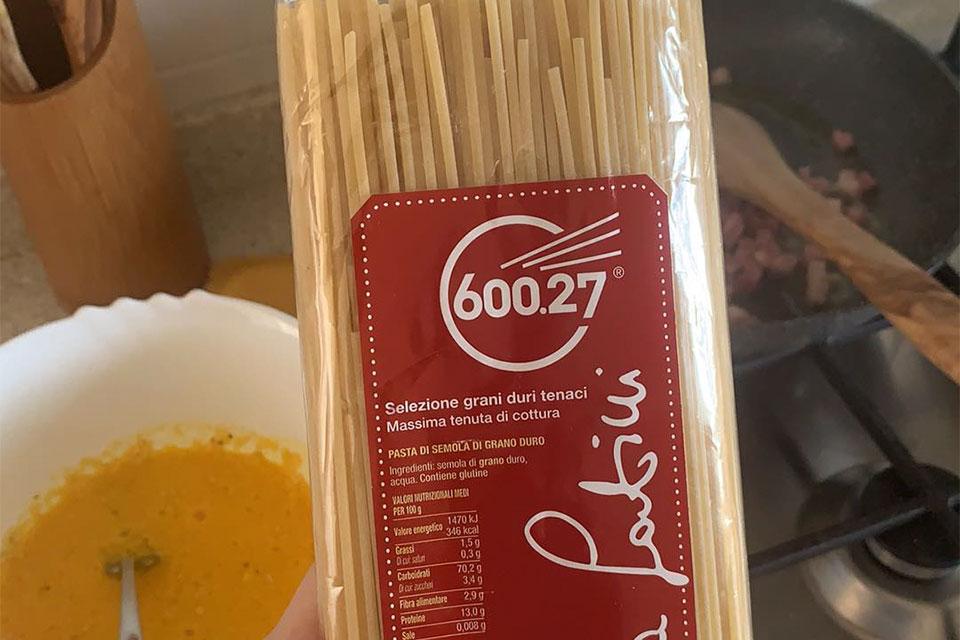 600.27®
Selezione grani duri tenaci
Massima tenuta di cottura
PASTA DI SEMOLA DI GRANO DURO
Ingredienti: semola di grano duro,
acqua. Contiene glutine
VALORI NUTRIZIONALI MEDI
PER 100 g
Valore energetico 1470 kJ
346 kcal
Grassi 1,5 g
Di cui saturi 0,3 g
Carboidrati 70,2 g
Di cui zuccheri 3,4 g
Fibra alimentare 2,9 g
Proteine 13,0 g
Sale 0,008 g